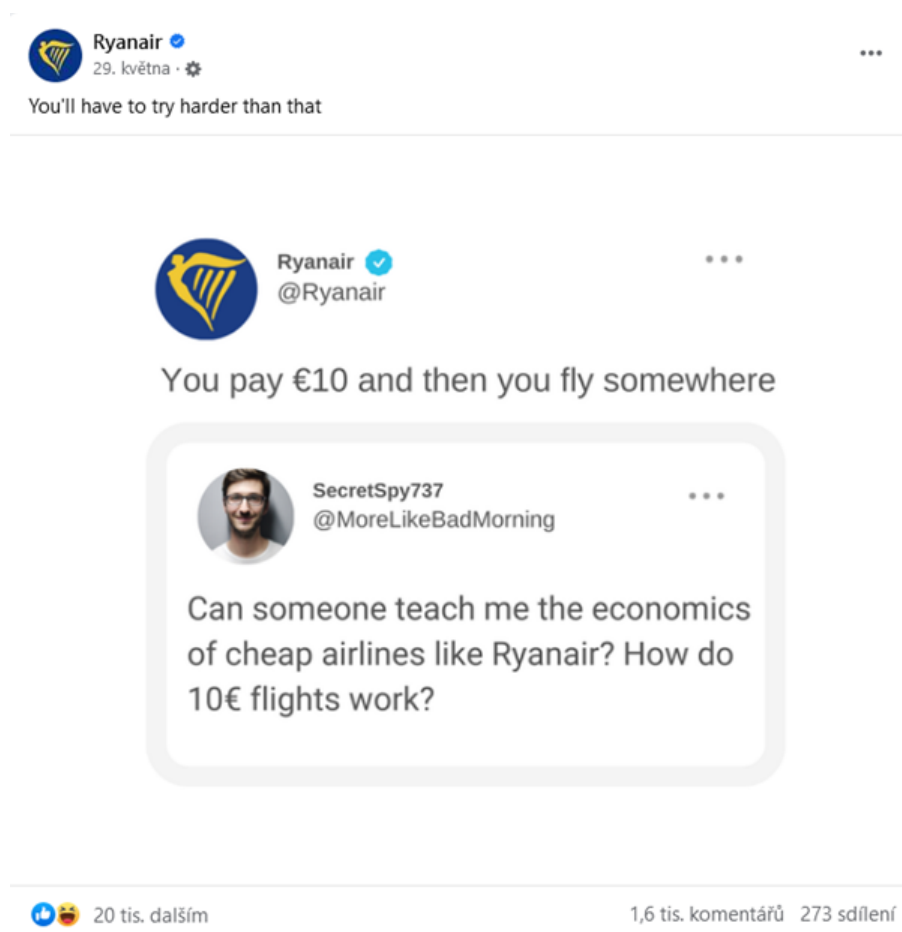 Ryanair
29. května
You'll have to try harder than that
Ryanair
@Ryanair
You pay €10 and then you fly somewhere
SecretSpy737
@MoreLikeBadMorning
Can someone teach me the economics
of cheap airlines like Ryanair? How do
10€ flights work?
20 tis. dalším
1,6 tis. komentářů 273 sdílení